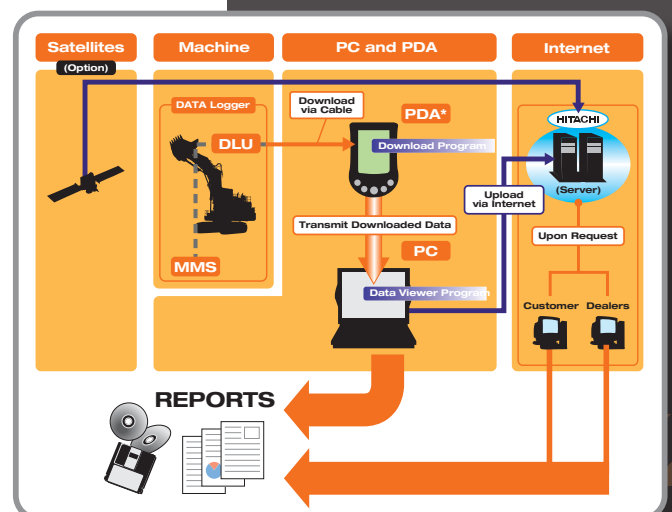 Satellites
Machine
PC and PDA
Internet
(Option)
DATA Logger
DLU
MMS
Download
via Cable
PDA*
Download Program
Transmit Downloaded Data
PC
Data Viewer Program
HITACHI
(Server)
Upload
via Internet
Upon Request
Customer
Dealers
REPORTS